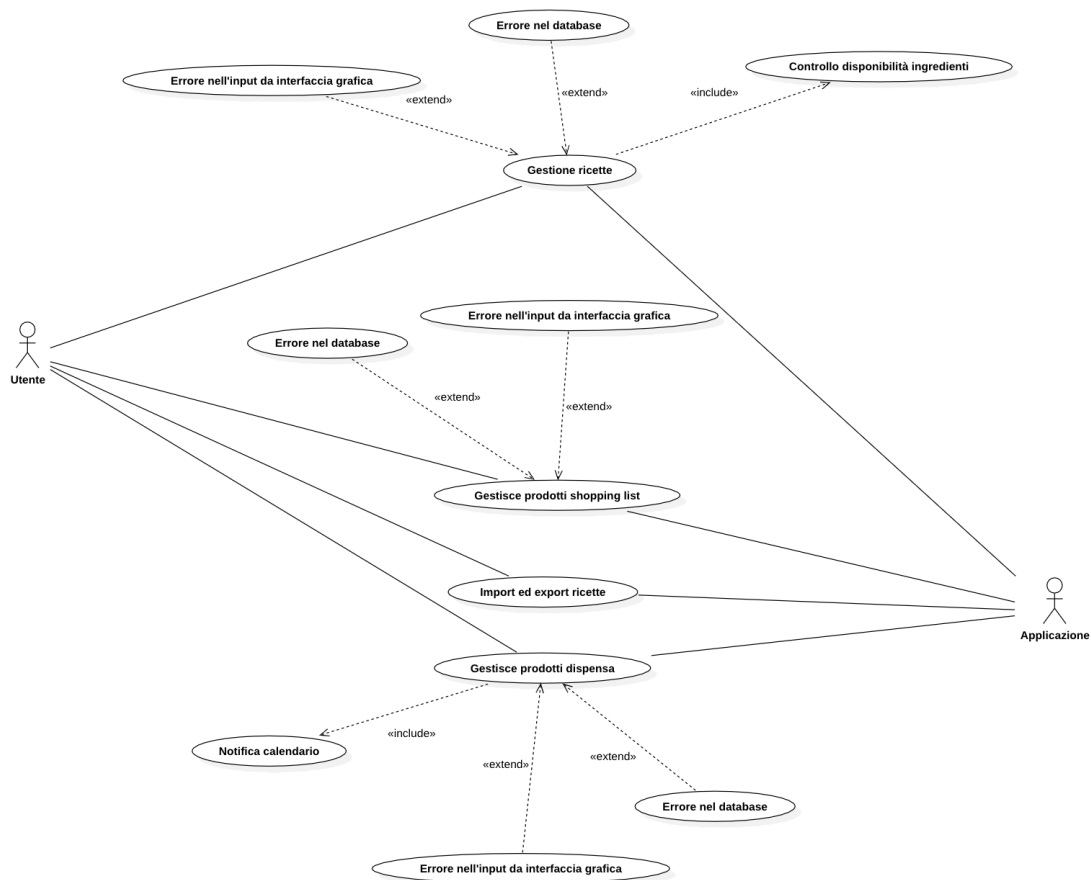 Errore nel database
Errore nell'input da interfaccia grafica
Controllo disponibilità ingredienti
«extend»
«extend»
«include»
Gestione ricette
Errore nell'input da interfaccia grafica
Errore nel database
Utente
«extend»
«extend»
Gestisce prodotti shopping list
Import ed export ricette
Applicazione
Gestisce prodotti dispensa
«include»
Notifica calendario
«extend»
«extend»
Errore nel database
Errore nell'input da interfaccia grafica